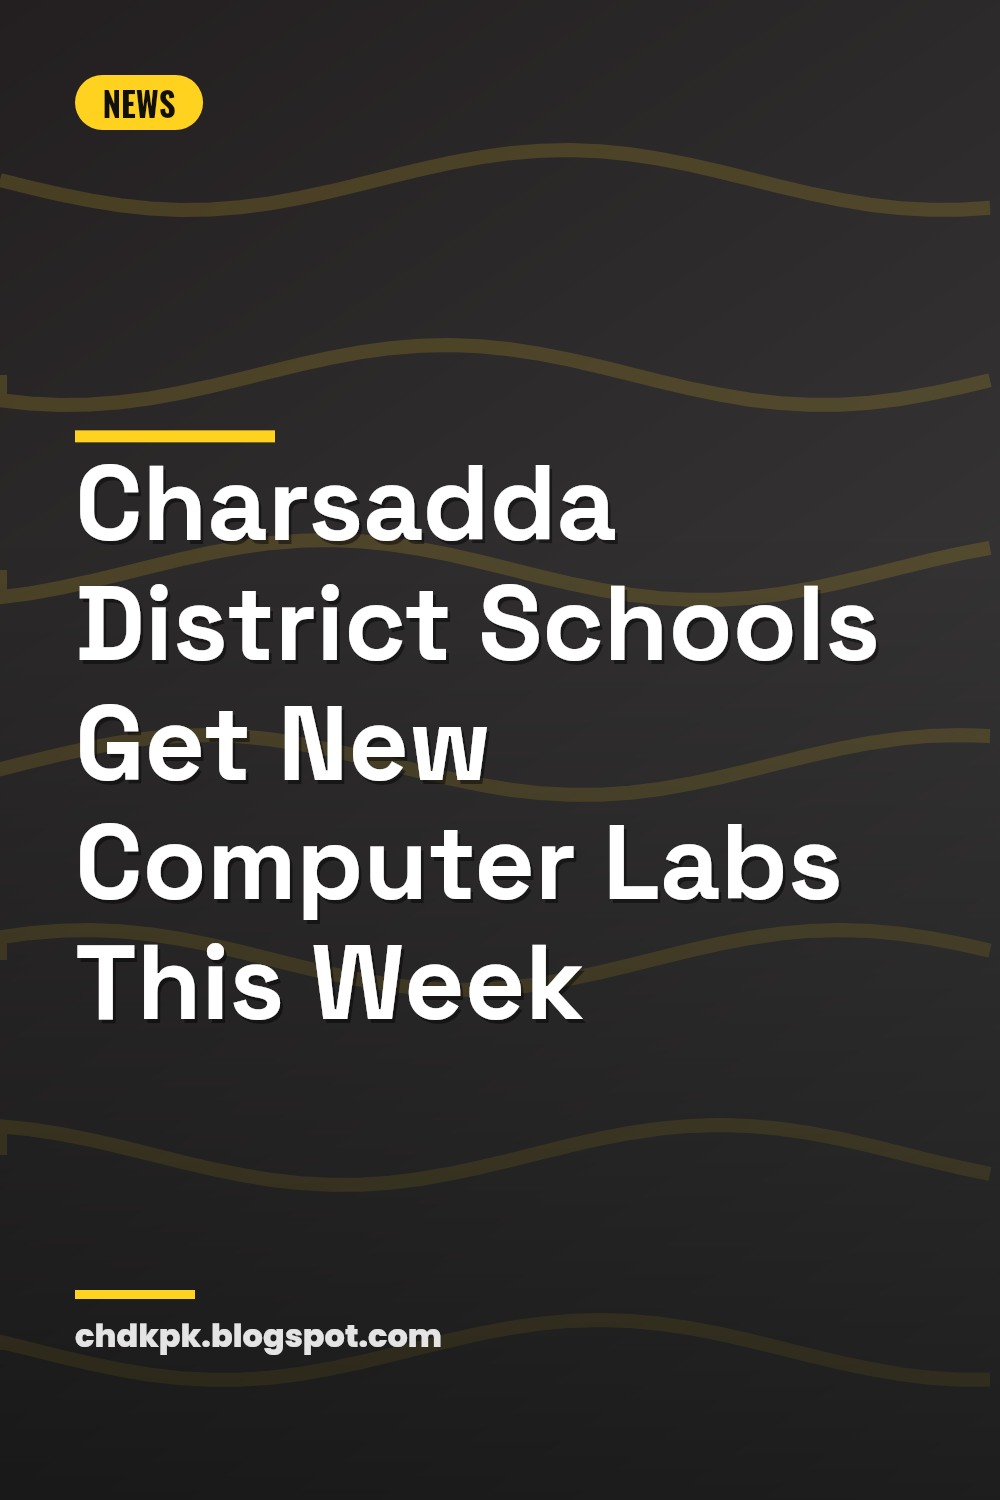 NEWS
Charsadda
District Schools
Get New
Computer Labs
This Week
chdkpk.blogspot.com